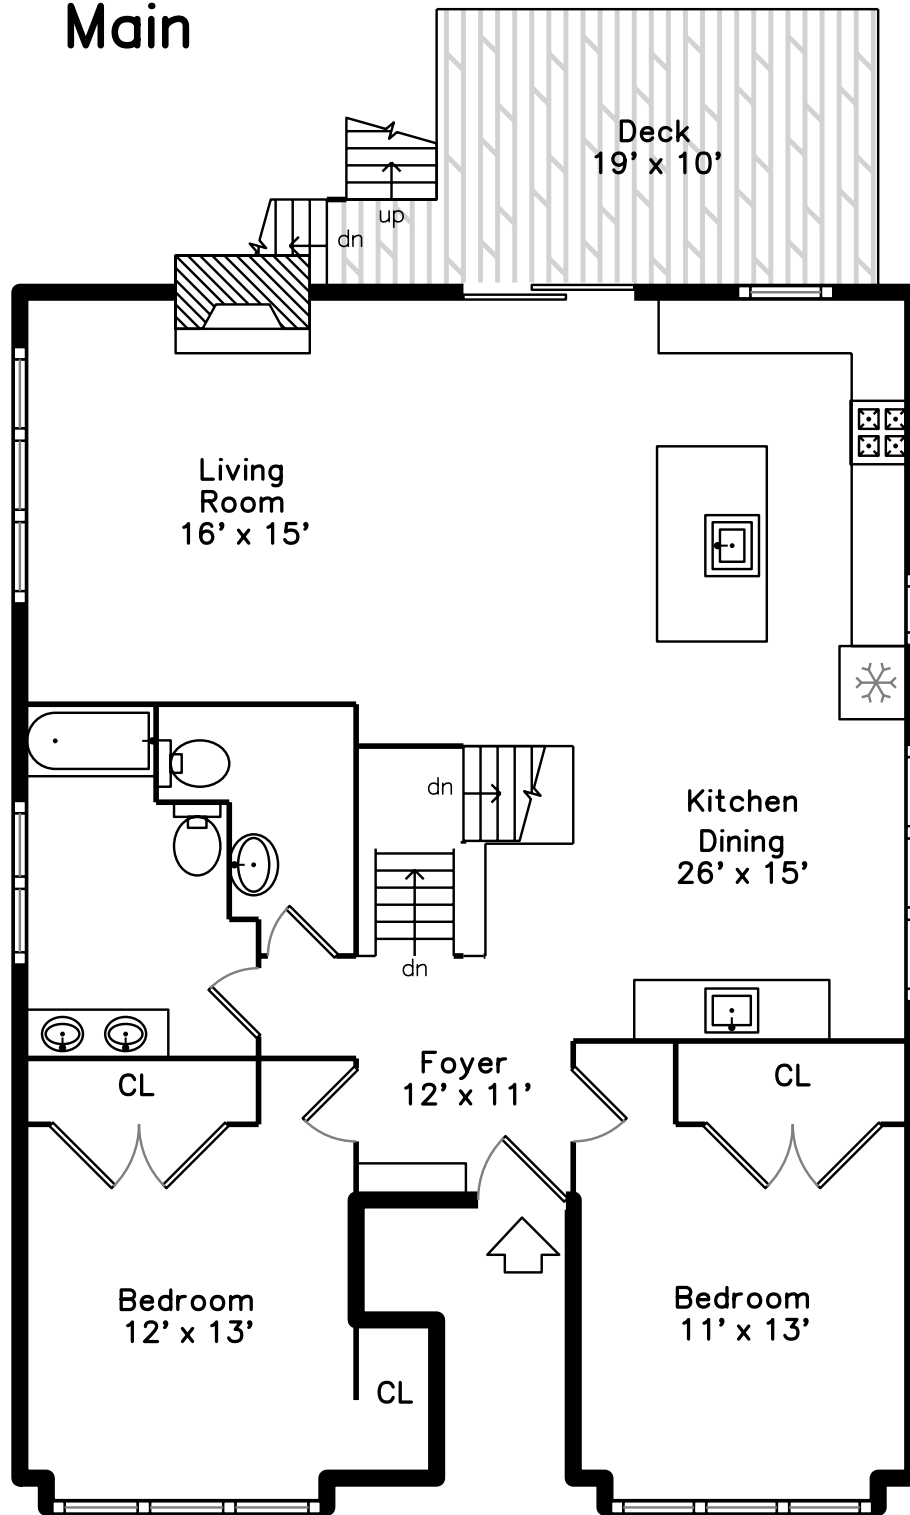 Main
Deck
19' x 10'
up
dn
Living
Room
16' x 15'
dn
Kitchen
Dining
26' x 15'
dn
Foyer
12' x 11'
CL
CL
Bedroom
12' x 13'
Bedroom
11' x 13'
CL